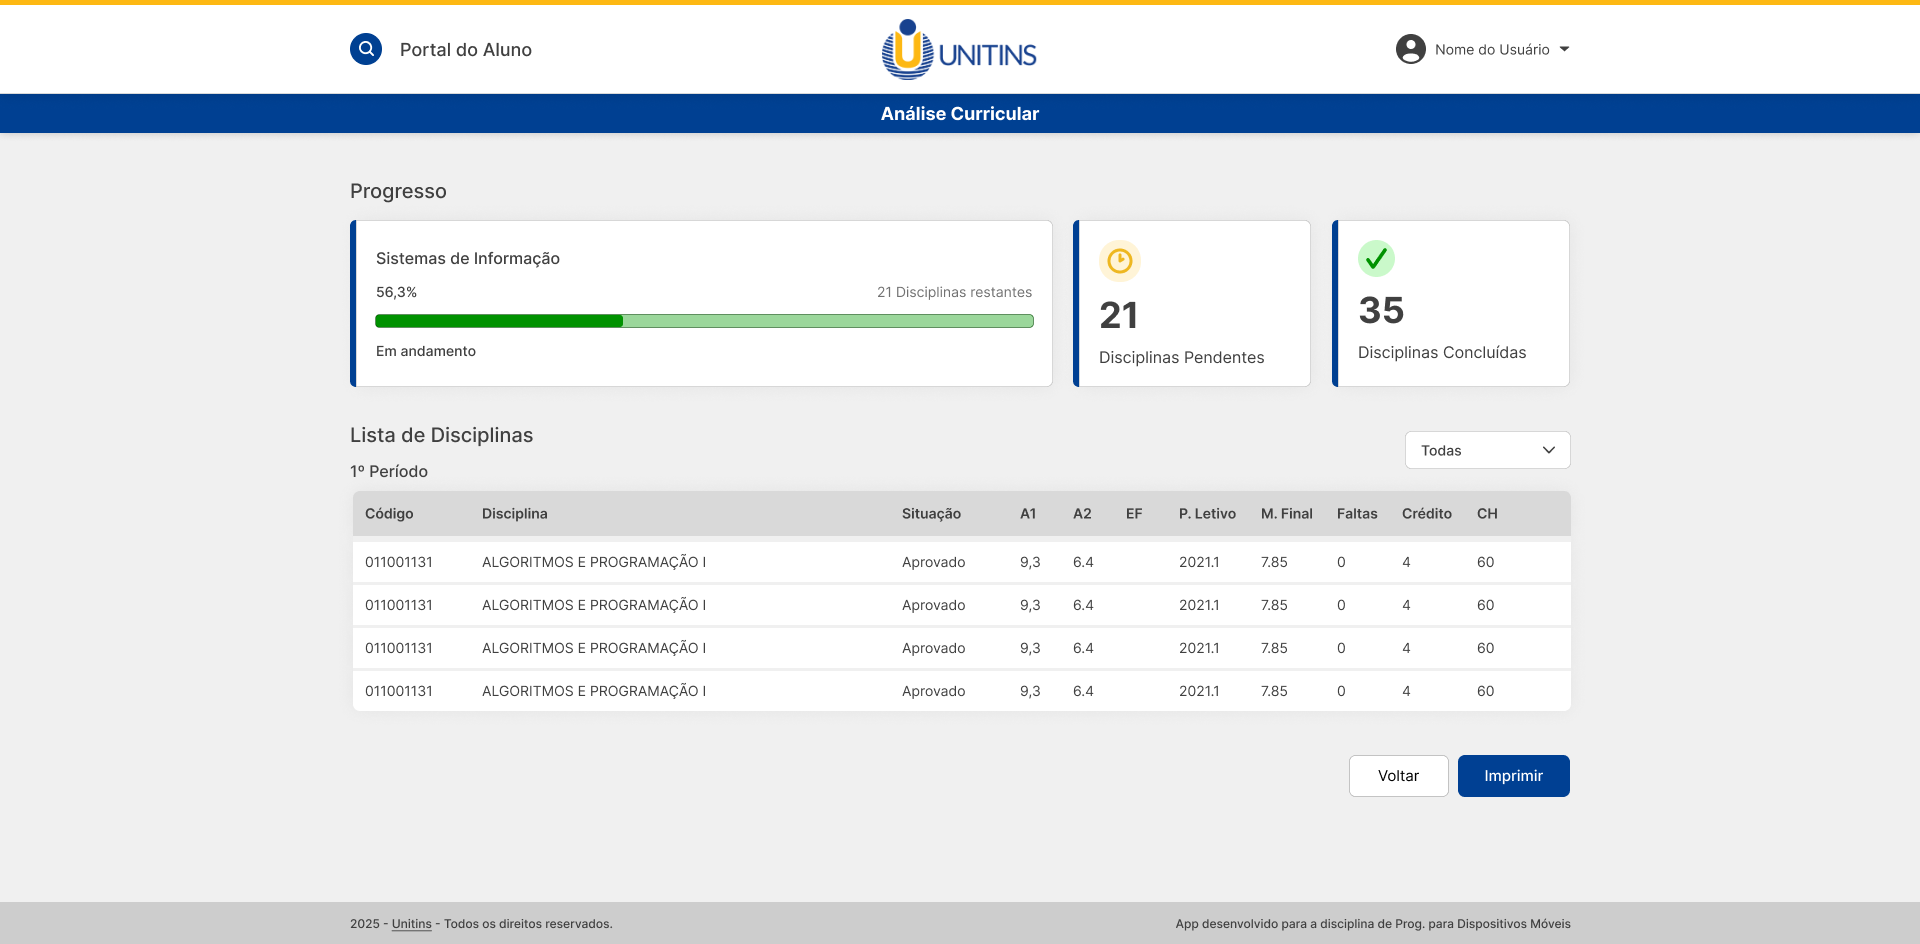 Portal do Aluno
UNITINS
Nome do Usuário
Análise Curricular
Progresso
Sistemas de Informação
56,3% 21 Disciplinas restantes
Em andamento
21
Disciplinas Pendentes
35
Disciplinas Concluídas
Lista de Disciplinas
Todas
1º Período
Código Disciplina Situação A1 A2 EF P. Letivo M. Final Faltas Crédito CH
011001131 ALGORITMOS E PROGRAMAÇÃO I Aprovado 9,3 6.4 2021.1 7.85 0 4 60
011001131 ALGORITMOS E PROGRAMAÇÃO I Aprovado 9,3 6.4 2021.1 7.85 0 4 60
011001131 ALGORITMOS E PROGRAMAÇÃO I Aprovado 9,3 6.4 2021.1 7.85 0 4 60
011001131 ALGORITMOS E PROGRAMAÇÃO I Aprovado 9,3 6.4 2021.1 7.85 0 4 60
Voltar Imprimir
2025 - Unitins - Todos os direitos reservados. App desenvolvido para a disciplina de Prog. para Dispositivos Móveis